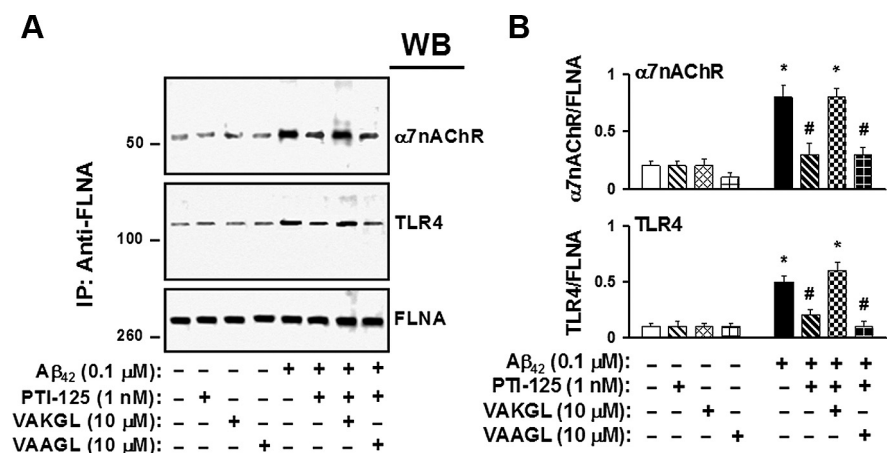 A
WB
IP: Anti-FLNA
50
α7nAChR
100
TLR4
260
FLNA
Aβ42 (0.1 μM): – – – – + + + +
PTI-125 (1 nM): – + – – – + + +
VAKGL (10 μM): – – + – – – + –
VAAGL (10 μM): – – – + – – – +
B
α7nAChR/FLNA
1
0.5
0
α7nAChR
* # * #
TLR4/FLNA
1
0.5
0
TLR4
* # * #
Aβ42 (0.1 μM): – – – – + + + +
PTI-125 (1 nM): – + – – – + + +
VAKGL (10 μM): – – + – – – + –
VAAGL (10 μM): – – – + – – – +